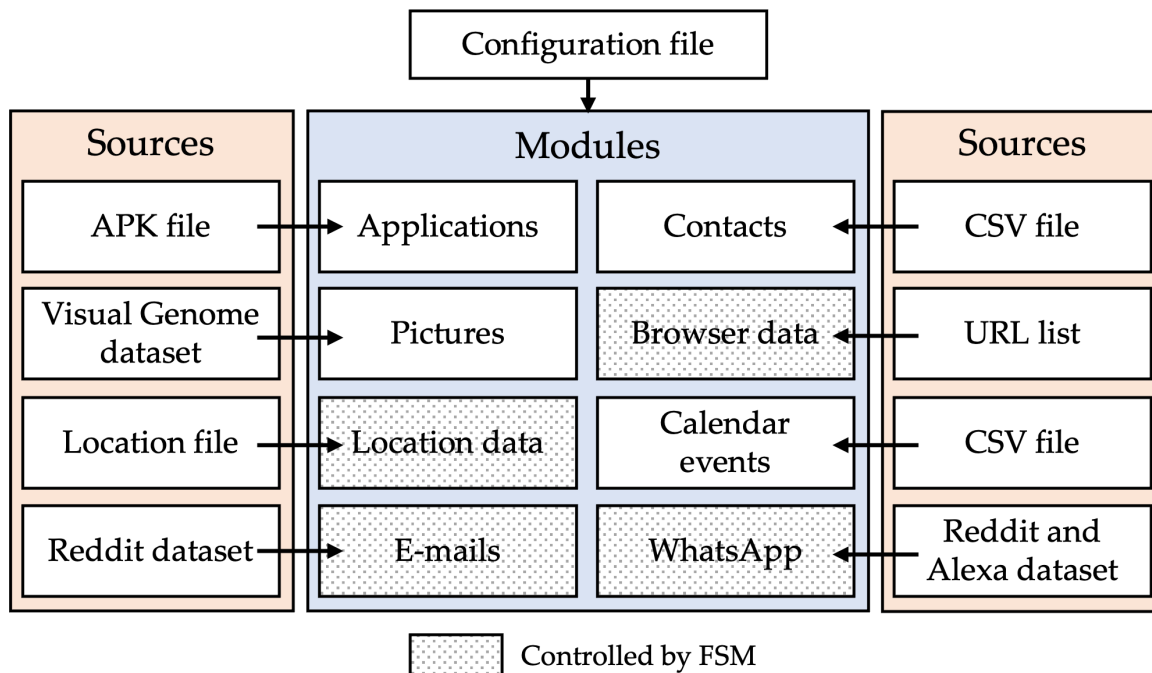 Configuration file
Sources
Modules
Sources
APK file
Applications
Contacts
CSV file
Visual Genome
dataset
Pictures
Browser data
URL list
Location file
Location data
Calendar
events
CSV file
Reddit dataset
E-mails
WhatsApp
Reddit and
Alexa dataset
Controlled by FSM